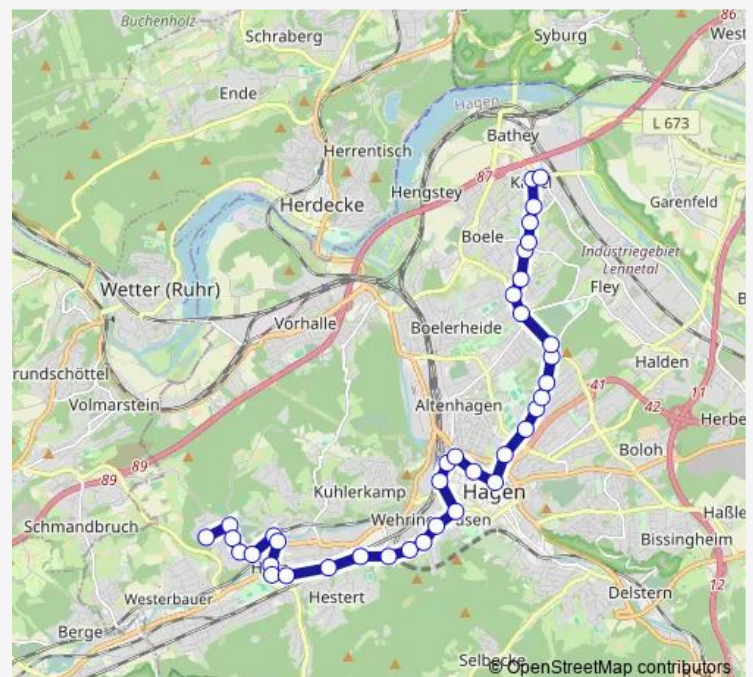 Buchenholz
86
Schraberg
Syburg
West
Ende
Hagen
L 673
Bathey
Herrentisch
87
Hengstey
Garenfeld
Herdecke
Boele
Industriegebiet
Lennetal
Wetter (Ruhr)
Fley
Vorhalle
Boelerheide
rundschöttel
Halden
Volmarstein
41
11
Altenhagen
42
Herbe
89
Boloh
89
Kuhlerkamp
Hagen
Haßle
Schmandbruch
Bissingheim
12
Westerbauer
Hestert
Delstern
Berge
Selbecke
© OpenStreetMap contributors